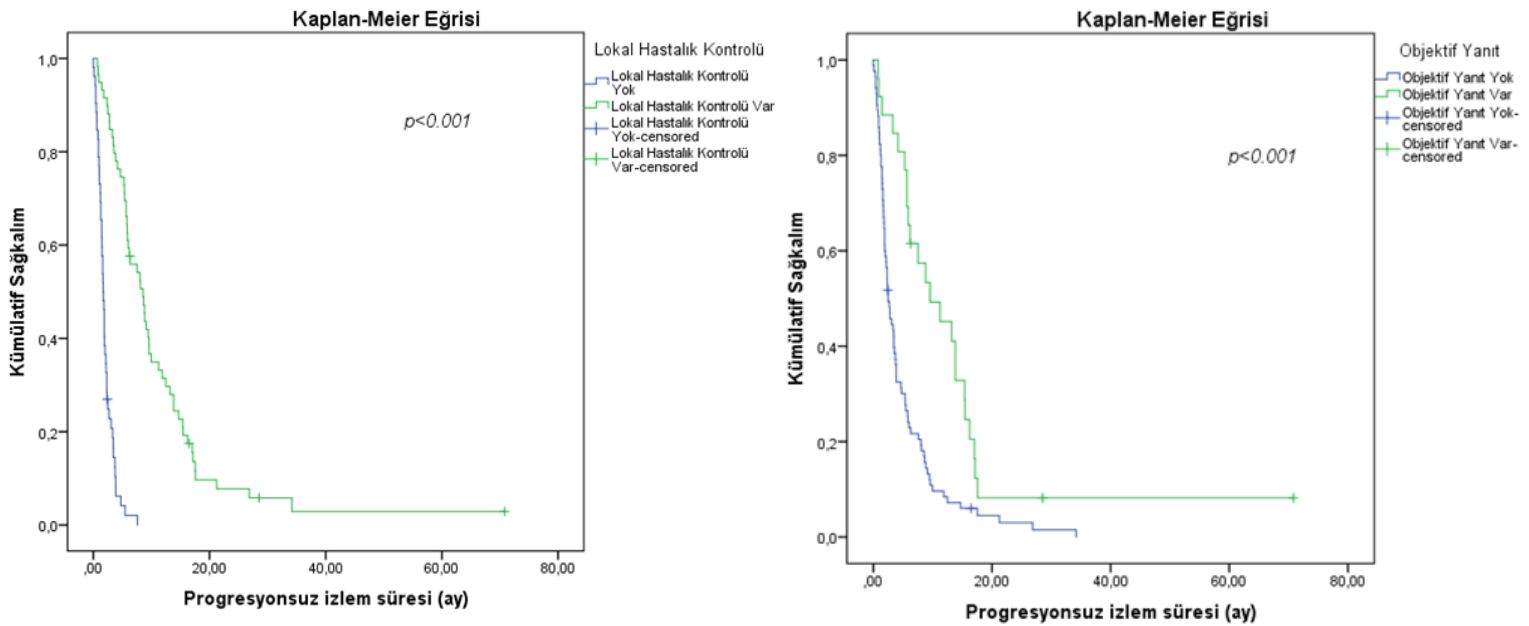 Kaplan-Meier Eğrisi
Lokal Hastalık Kontrolü
Lokal Hastalık Kontrolü
Yok
Lokal Hastalık Kontrolü Var
Lokal Hastalık Kontrolü
Yok-censored
Lokal Hastalık Kontrolü
Var-censored
p<0.001
Kümülatif Sağkalım
1,0
0,8
0,6
0,4
0,2
0,0
,00 20,00 40,00 60,00 80,00
Progresyonsuz izlem süresi (ay)
Kaplan-Meier Eğrisi
Objektif Yanıt
Objektif Yanıt Yok
Objektif Yanıt Var
Objektif Yanıt Yok-
censored
Objektif Yanıt Var-
censored
p<0.001
Kümülatif Sağkalım
1,0
0,8
0,6
0,4
0,2
0,0
,00 20,00 40,00 60,00 80,00
Progresyonsuz izlem süresi (ay)